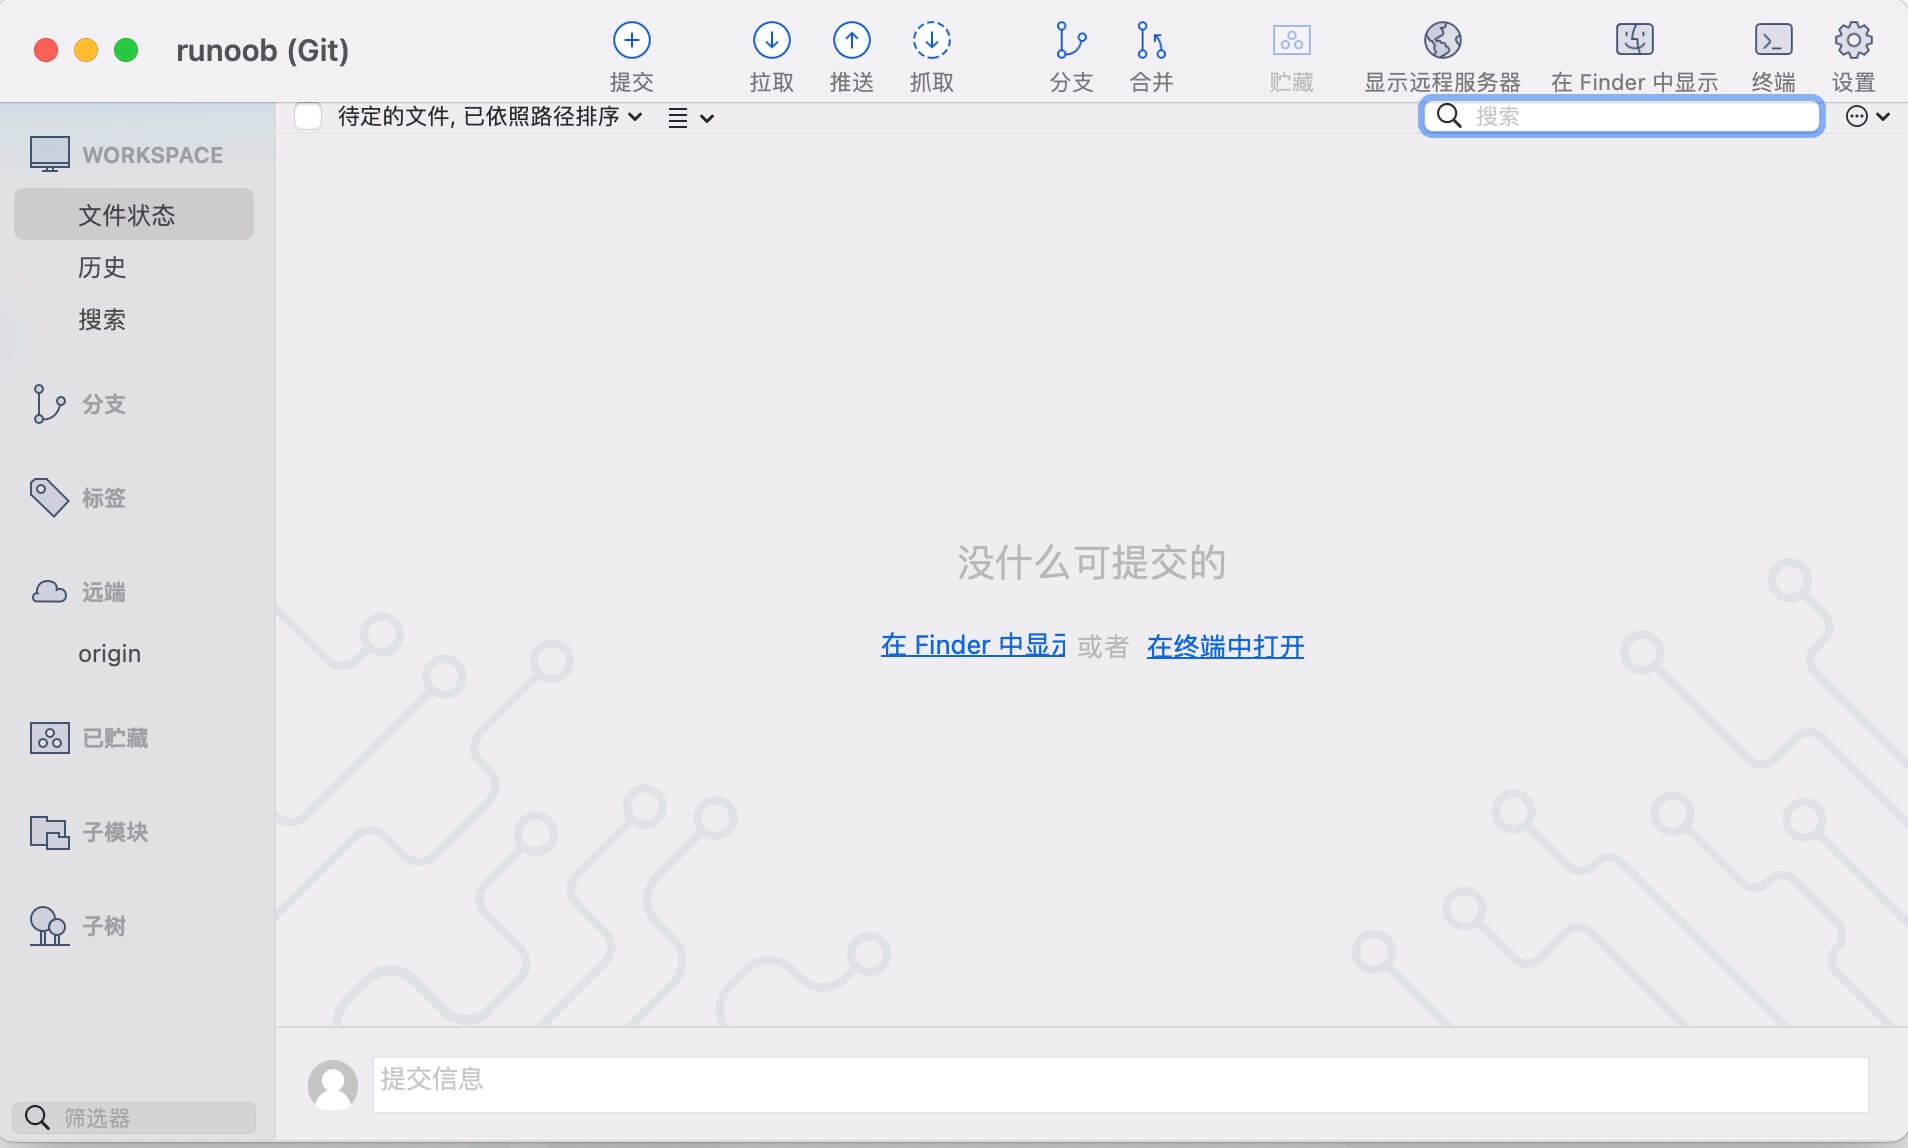 runoob (Git)
提交
拉取
推送
抓取
分支
合并
贮藏
显示远程服务器
在 Finder 中显示
终端
设置
待定的文件, 已依照路径排序
搜索
WORKSPACE
文件状态
历史
搜索
分支
标签
远端
origin
已贮藏
子模块
子树
筛选器
没什么可提交的
在 Finder 中显示 或者 在终端中打开
提交信息